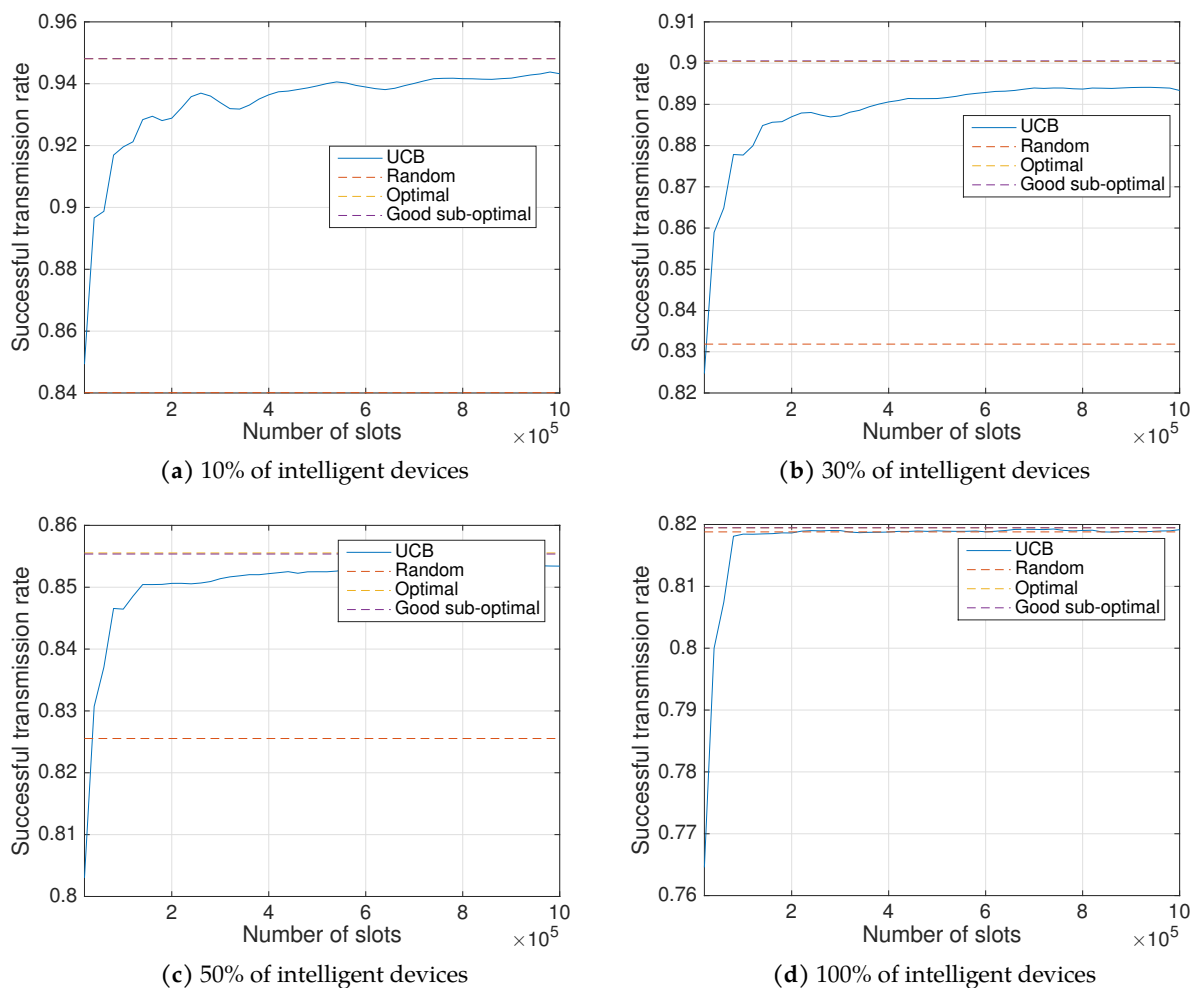 0.96
0.94
0.92
0.9
0.88
0.86
0.84
Successful transmission rate
UCB
Random
Optimal
Good sub-optimal
2 4 6 8 10
Number of slots
×10^5
(a) 10% of intelligent devices
0.91
0.9
0.89
0.88
0.87
0.86
0.85
0.84
0.83
0.82
Successful transmission rate
UCB
Random
Optimal
Good sub-optimal
2 4 6 8 10
Number of slots
×10^5
(b) 30% of intelligent devices
0.86
0.85
0.84
0.83
0.82
0.81
0.8
Successful transmission rate
UCB
Random
Optimal
Good sub-optimal
2 4 6 8 10
Number of slots
×10^5
(c) 50% of intelligent devices
0.82
0.81
0.8
0.79
0.78
0.77
0.76
Successful transmission rate
UCB
Random
Optimal
Good sub-optimal
2 4 6 8 10
Number of slots
×10^5
(d) 100% of intelligent devices